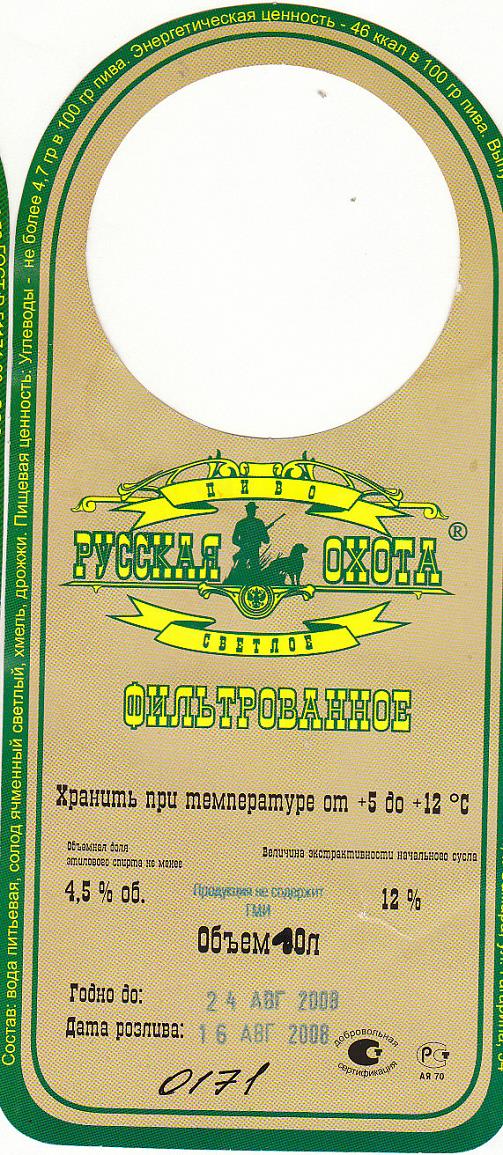 Состав: вода питьевая, солод ячменный светлый, хмель, дрожжи. Пищевая ценность: Углеводы - не более 4,7 гр в 100 гр пива. Энергетическая ценность - 46 ккал в 100 гр пива.
ПИВО
РУССКАЯ ОХОТА ®
СВЕТЛОЕ
ФИЛЬТРОВАННОЕ
Хранить при температуре от +5 до +12 °С
Объемная доля
этилового спирта не менее
Величина экстрактивности начального сусла
4,5 % об.
Продукция не содержит
ГМИ
12 %
Объем 10л
Годно до: 24 АВГ 2008
Дата розлива: 16 АВГ 2008
добровольная
сертификация
АЯ 70
0171